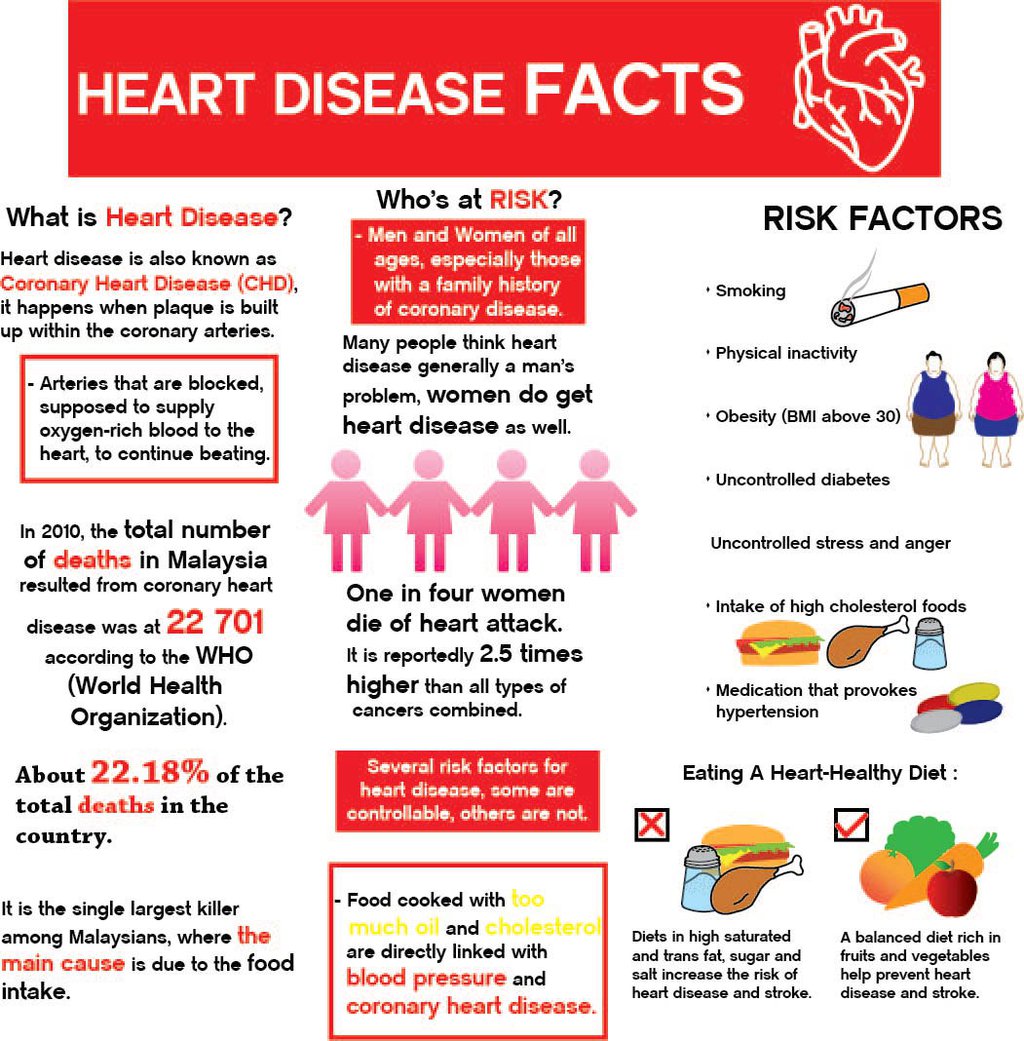 HEART DISEASE FACTS
What is Heart Disease?
Heart disease is also known as
Coronary Heart Disease (CHD),
it happens when plaque is built
up within the coronary arteries.
- Arteries that are blocked,
supposed to supply
oxygen-rich blood to the
heart, to continue beating.
In 2010, the total number
of deaths in Malaysia
resulted from coronary heart
disease was at 22 701
according to the WHO
(World Health
Organization).
About 22.18% of the
total deaths in the
country.
It is the single largest killer
among Malaysians, where the
main cause is due to the food
intake.
Who's at RISK?
- Men and Women of all
ages, especially those
with a family history
of coronary disease.
Many people think heart
disease generally a man's
problem, women do get
heart disease as well.
One in four women
die of heart attack.
It is reportedly 2.5 times
higher than all types of
cancers combined.
Several risk factors for
heart disease, some are
controllable, others are not.
- Food cooked with too
much oil and cholesterol
are directly linked with
blood pressure and
coronary heart disease.
RISK FACTORS
• Smoking
• Physical inactivity
• Obesity (BMI above 30)
• Uncontrolled diabetes
Uncontrolled stress and anger
• Intake of high cholesterol foods
• Medication that provokes
hypertension
Eating A Heart-Healthy Diet :
Diets in high saturated
and trans fat, sugar and
salt increase the risk of
heart disease and stroke.
A balanced diet rich in
fruits and vegetables
help prevent heart
disease and stroke.